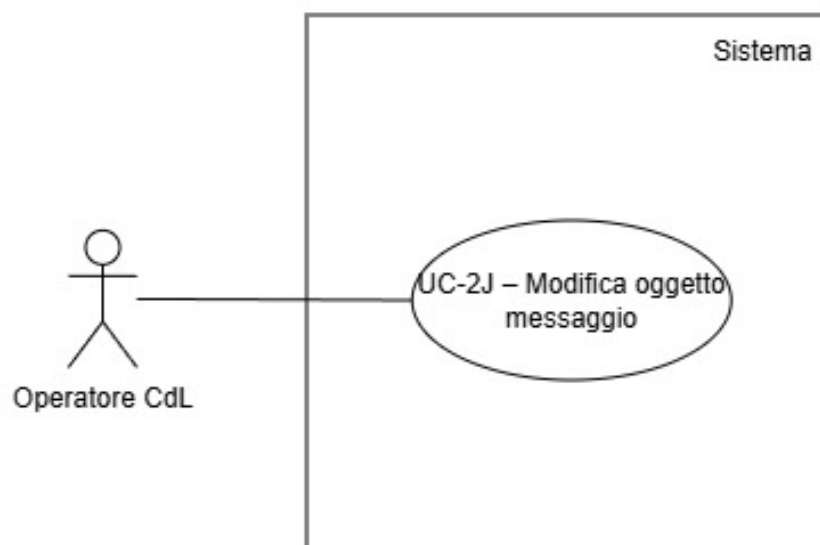 Sistema
UC-2J – Modifica oggetto
messaggio
Operatore CdL